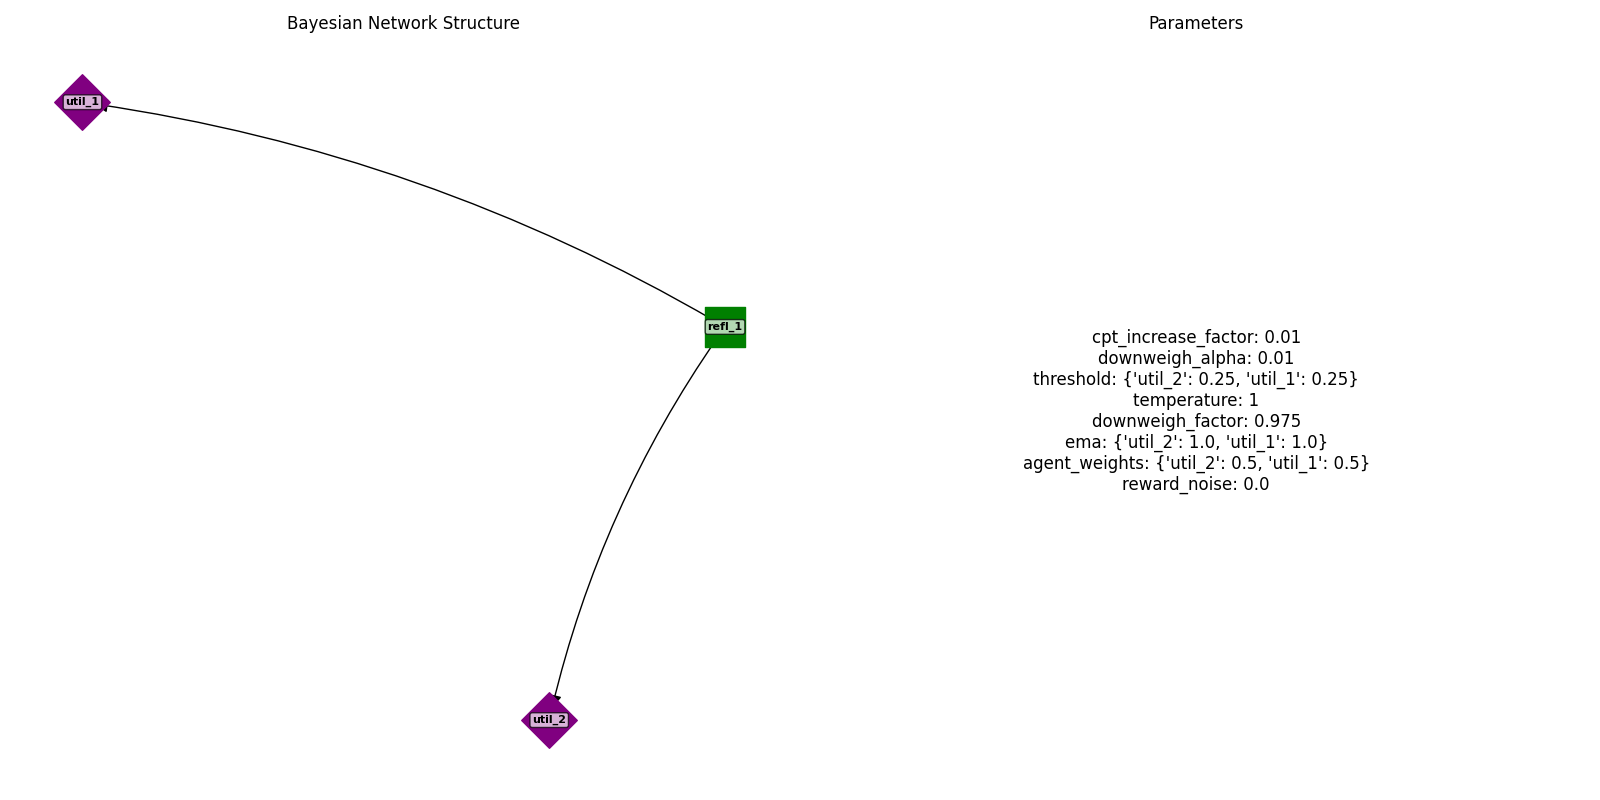 Bayesian Network Structure
Parameters
util_1
refl_1
util_2
cpt_increase_factor: 0.01
downweigh_alpha: 0.01
threshold: {'util_2': 0.25, 'util_1': 0.25}
temperature: 1
downweigh_factor: 0.975
ema: {'util_2': 1.0, 'util_1': 1.0}
agent_weights: {'util_2': 0.5, 'util_1': 0.5}
reward_noise: 0.0